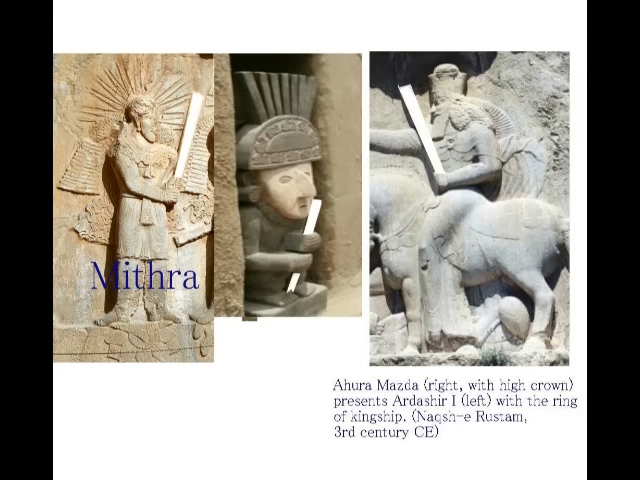 Mithra
Ahura Mazda (right, with high crown)
presents Ardashir I (left) with the ring
of kingship. (Naqsh-e Rustam,
3rd century CE)